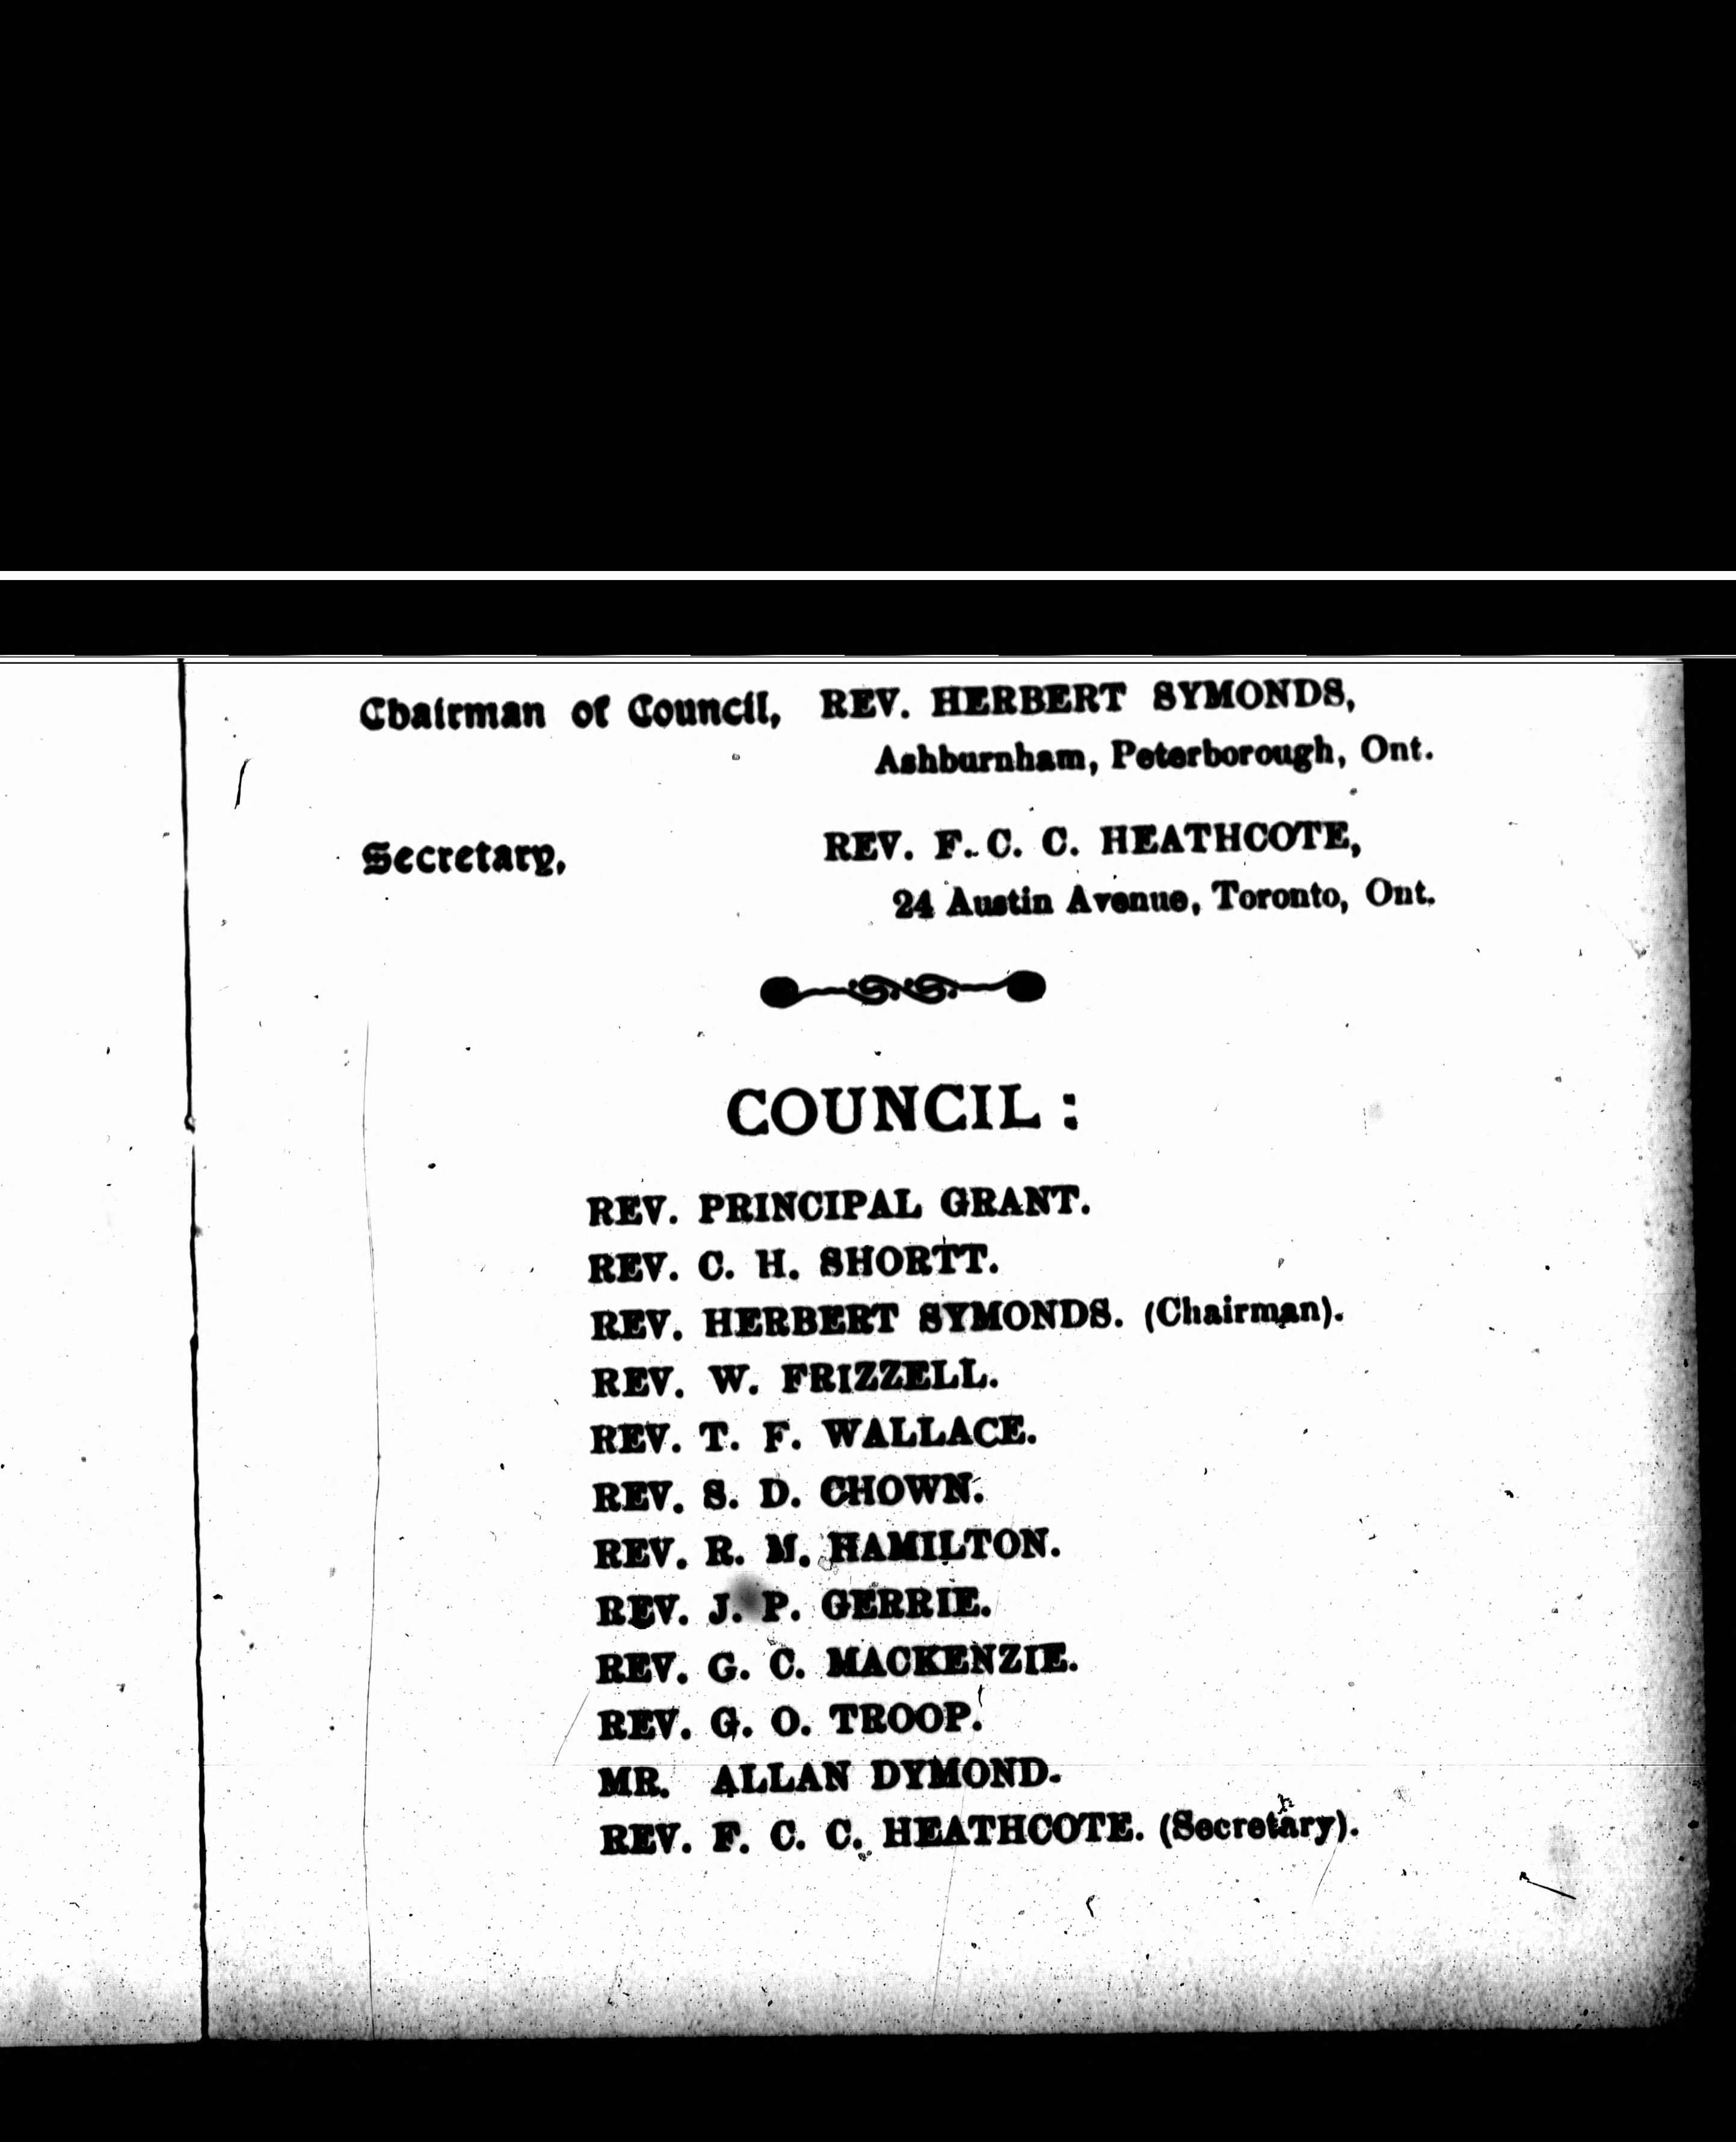 Chairman of Council, REV. HERBERT SYMONDS,
Ashburnham, Peterborough, Ont.
Secretary, REV. F. C. C. HEATHCOTE,
24 Austin Avenue, Toronto, Ont.
COUNCIL:
REV. PRINCIPAL GRANT.
REV. C. H. SHORTT.
REV. HERBERT SYMONDS. (Chairman).
REV. W. FRIZZELL.
REV. T. F. WALLACE.
REV. S. D. CHOWN.
REV. R. M. HAMILTON.
REV. J. P. GERRIE.
REV. G. C. MACKENZIE.
REV. G. O. TROOP.
MR. ALLAN DYMOND.
REV. F. C. C. HEATHCOTE. (Secretary).